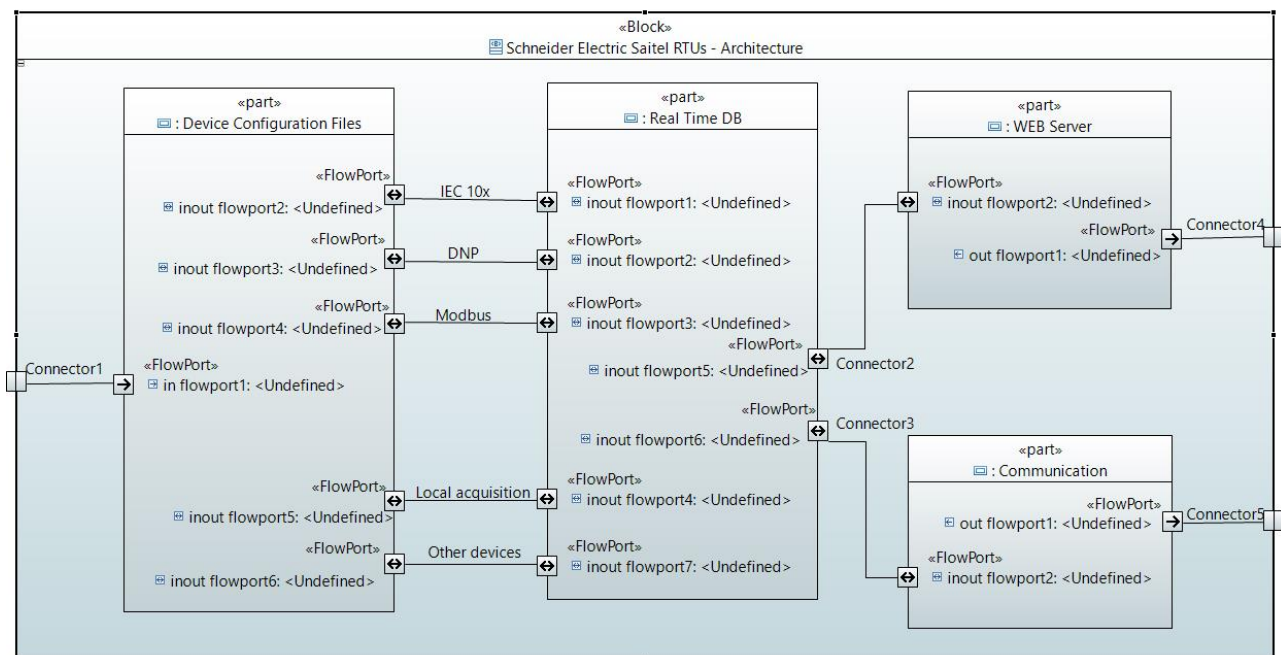 «Block»
Schneider Electric Saitel RTUs - Architecture
«part»
: Device Configuration Files
«FlowPort»
inout flowport2: <Undefined>
«FlowPort»
inout flowport3: <Undefined>
«FlowPort»
inout flowport4: <Undefined>
Connector1
«FlowPort»
in flowport1: <Undefined>
«FlowPort»
inout flowport5: <Undefined>
«FlowPort»
inout flowport6: <Undefined>
IEC 10x
DNP
Modbus
Local acquisition
Other devices
«part»
: Real Time DB
«FlowPort»
inout flowport1: <Undefined>
«FlowPort»
inout flowport2: <Undefined>
«FlowPort»
inout flowport3: <Undefined>
«FlowPort»
inout flowport5: <Undefined>
«FlowPort»
inout flowport6: <Undefined>
«FlowPort»
inout flowport4: <Undefined>
«FlowPort»
inout flowport7: <Undefined>
Connector2
Connector3
«part»
: WEB Server
«FlowPort»
inout flowport2: <Undefined>
«FlowPort»
out flowport1: <Undefined>
Connector4
«part»
: Communication
«FlowPort»
out flowport1: <Undefined>
Connector5
«FlowPort»
inout flowport2: <Undefined>